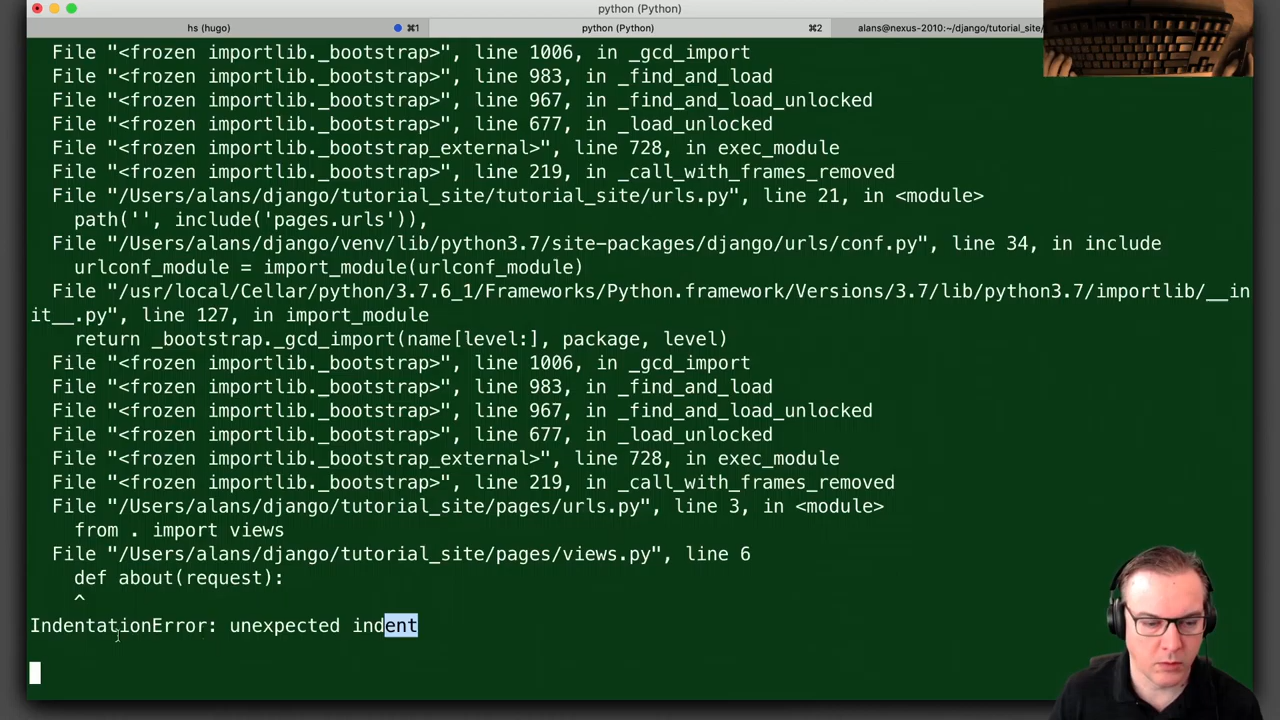 python (Python)
hs (hugo)
⌘1
python (Python)
⌘2
alans@nexus-2010:~/django/tutorial_site/
File "<frozen importlib._bootstrap>", line 1006, in _gcd_import
File "<frozen importlib._bootstrap>", line 983, in _find_and_load
File "<frozen importlib._bootstrap>", line 967, in _find_and_load_unlocked
File "<frozen importlib._bootstrap>", line 677, in _load_unlocked
File "<frozen importlib._bootstrap_external>", line 728, in exec_module
File "<frozen importlib._bootstrap>", line 219, in _call_with_frames_removed
File "/Users/alans/django/tutorial_site/tutorial_site/urls.py", line 21, in <module>
path('', include('pages.urls')),
File "/Users/alans/django/venv/lib/python3.7/site-packages/django/urls/conf.py", line 34, in include
urlconf_module = import_module(urlconf_module)
File "/usr/local/Cellar/python/3.7.6_1/Frameworks/Python.framework/Versions/3.7/lib/python3.7/importlib/__in
it__.py", line 127, in import_module
return _bootstrap._gcd_import(name[level:], package, level)
File "<frozen importlib._bootstrap>", line 1006, in _gcd_import
File "<frozen importlib._bootstrap>", line 983, in _find_and_load
File "<frozen importlib._bootstrap>", line 967, in _find_and_load_unlocked
File "<frozen importlib._bootstrap>", line 677, in _load_unlocked
File "<frozen importlib._bootstrap_external>", line 728, in exec_module
File "<frozen importlib._bootstrap>", line 219, in _call_with_frames_removed
File "/Users/alans/django/tutorial_site/pages/urls.py", line 3, in <module>
from . import views
File "/Users/alans/django/tutorial_site/pages/views.py", line 6
def about(request):
^
IndentationError: unexpected indent